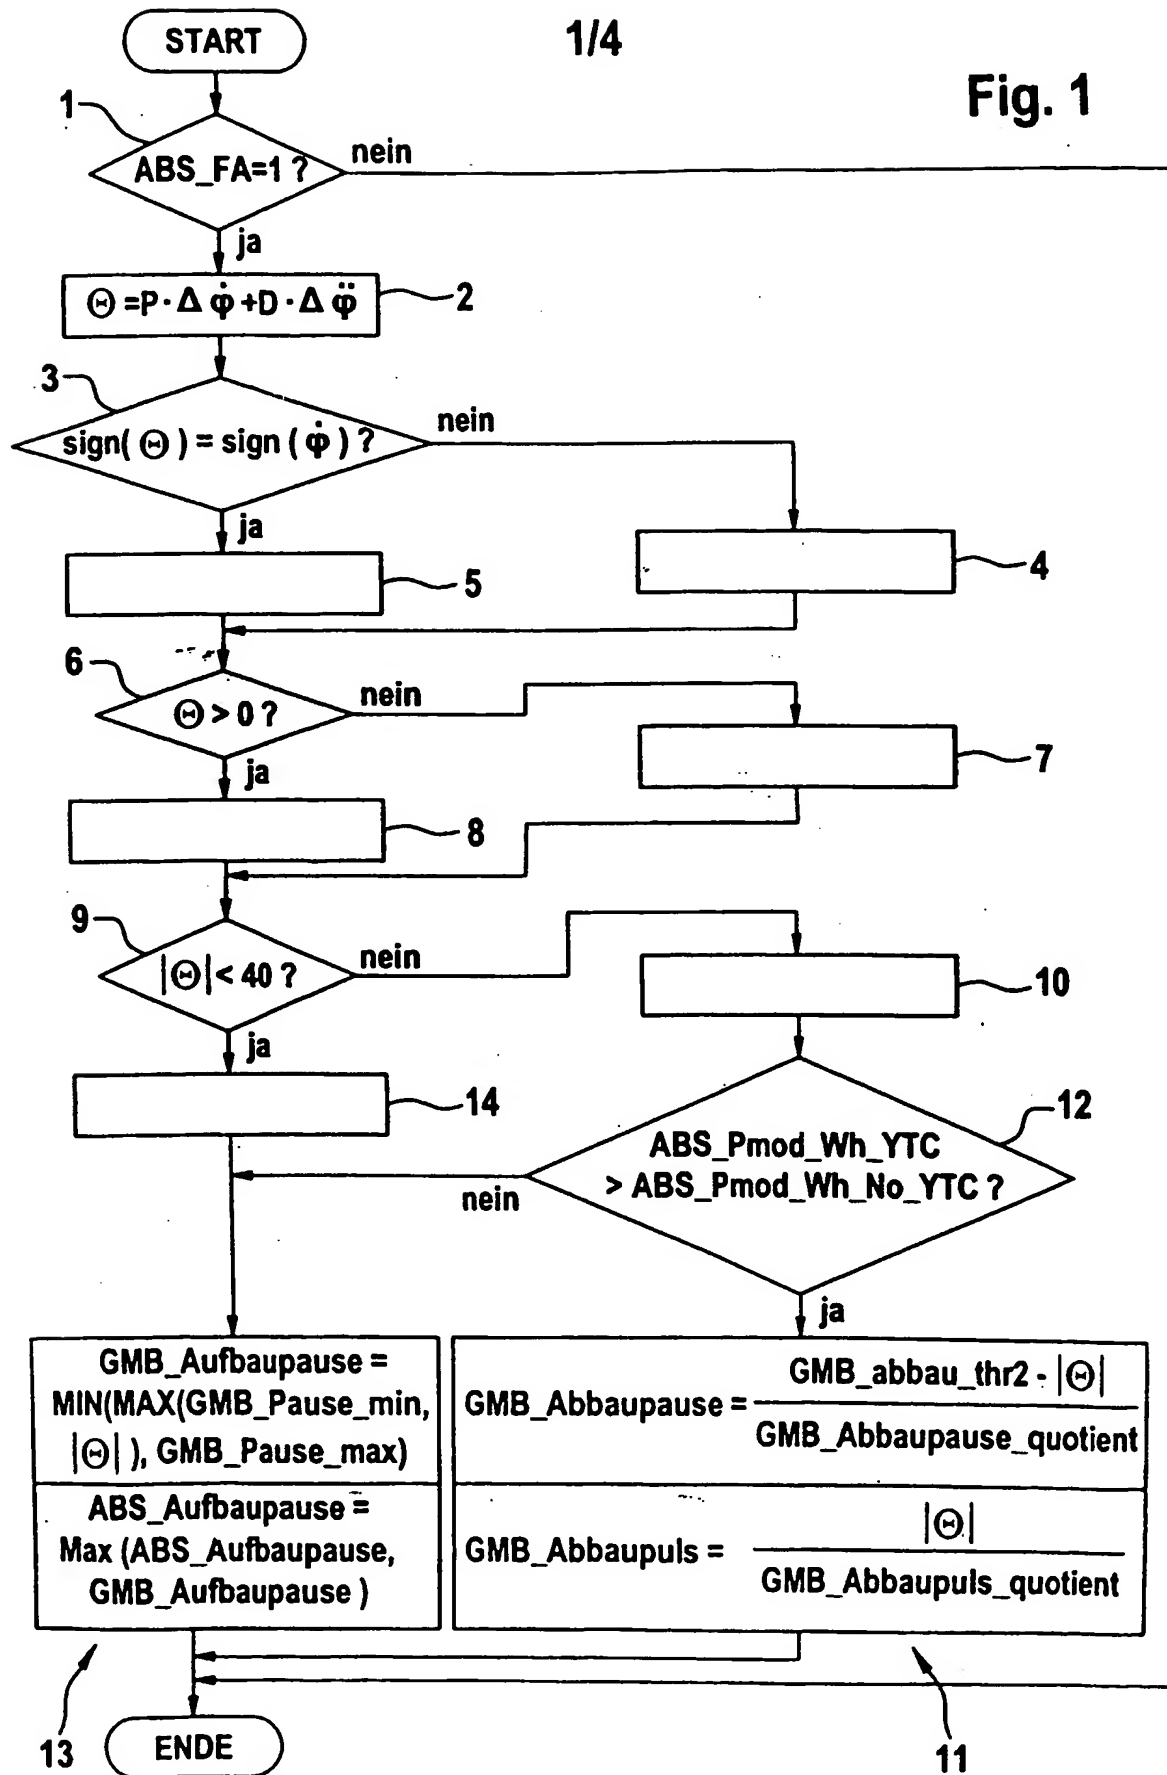 START
1/4
Fig. 1
1
ABS_FA=1 ?
nein
ja
Θ =P · Δ φ̇ +D · Δ φ̈
2
3
sign( Θ ) = sign ( φ̇ ) ?
nein
ja
5
4
6
Θ > 0 ?
nein
ja
7
8
9
|Θ| < 40 ?
nein
ja
10
14
12
ABS_Pmod_Wh_YTC
> ABS_Pmod_Wh_No_YTC ?
nein
ja
GMB_Aufbaupause =
MIN(MAX(GMB_Pause_min,
|Θ| ), GMB_Pause_max)
ABS_Aufbaupause =
Max (ABS_Aufbaupause,
GMB_Aufbaupause )
GMB_abbau_thr2 - |Θ|
GMB_Abbaupause =
GMB_Abbaupause_quotient
|Θ|
GMB_Abbaupuls =
GMB_Abbaupuls_quotient
13
ENDE
11